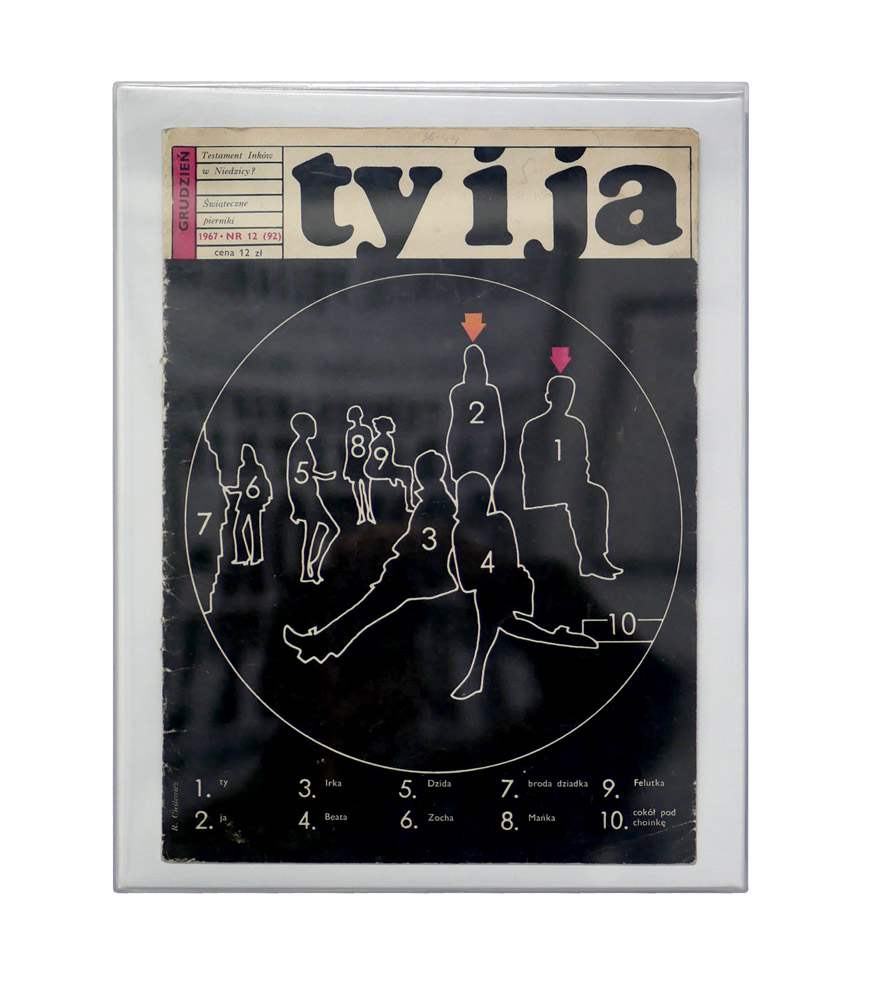 GRUDZIEŃ
Testament Inków
w Niedzicy?
Świąteczne
pierniki
1967 • NR 12 (92)
cena 12 zł
ty i ja
2
1
8
9
5
6
7
3
4
10
1. ty
3. Irka
5. Dzida
7. broda dziadka
9. Felutka
2. ja
4. Beata
6. Zocha
8. Mańka
10. cokół pod
choinkę
R. Cieślewicz